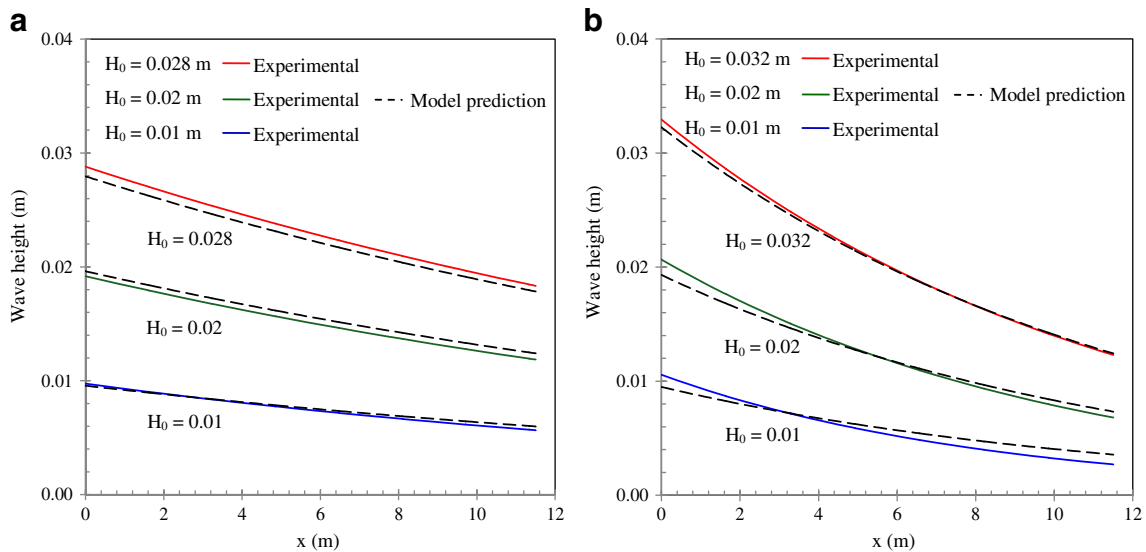 a
0.04
H₀ = 0.028 m Experimental
H₀ = 0.02 m Experimental Model prediction
H₀ = 0.01 m Experimental
0.03
0.02
0.01
0.00
Wave height (m)
H₀ = 0.028
H₀ = 0.02
H₀ = 0.01
0 2 4 6 8 10 12
x (m)
b
0.04
H₀ = 0.032 m Experimental
H₀ = 0.02 m Experimental Model prediction
H₀ = 0.01 m Experimental
0.03
0.02
0.01
0.00
Wave height (m)
H₀ = 0.032
H₀ = 0.02
H₀ = 0.01
0 2 4 6 8 10 12
x (m)